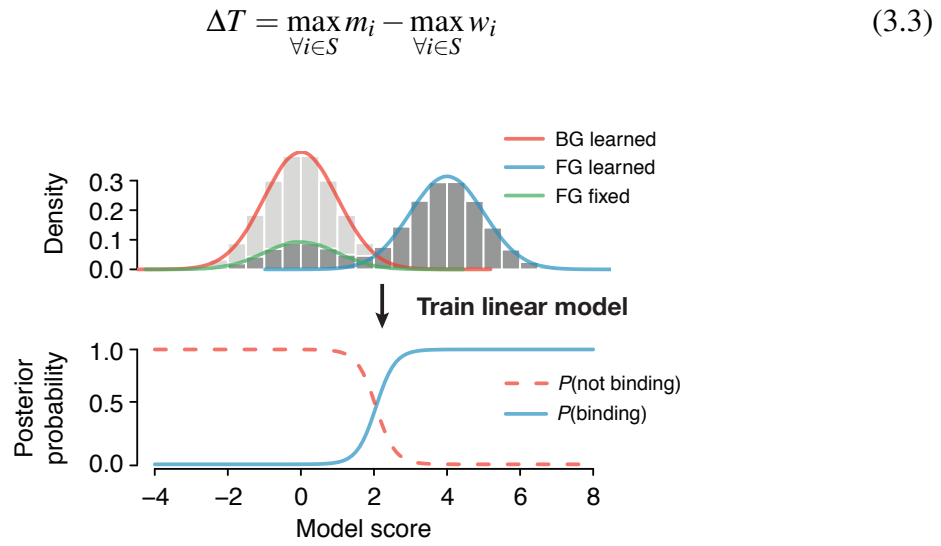 ΔT = max m_i − max w_i (3.3)
∀i∈S ∀i∈S
BG learned
FG learned
FG fixed
Density
0.3
0.2
0.1
0.0
Train linear model
Posterior
probability
1.0
0.5
0.0
P(not binding)
P(binding)
−4 −2 0 2 4 6 8
Model score